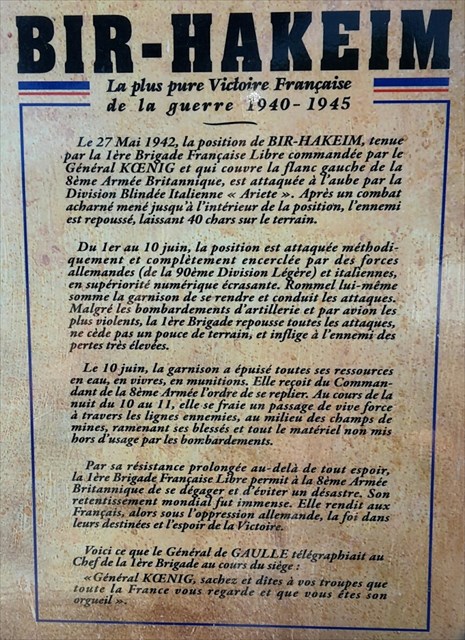 BIR-HAKEIM
La plus pure Victoire Française
de la guerre 1940-1945
Le 27 Mai 1942, la position de BIR-HAKEIM, tenue
par la 1ère Brigade Française Libre commandée par le
Général KŒNIG et qui couvre la flanc gauche de la
8ème Armée Britannique, est attaquée à l'aube par la
Division Blindée Italienne « Ariete ». Après un combat
acharné mené jusqu'à l'intérieur de la position, l'ennemi
est repoussé, laissant 40 chars sur le terrain.
Du 1er au 10 juin, la position est attaquée méthodi-
quement et complètement encerclée par des forces
allemandes (de la 90ème Division Légère) et italiennes,
en supériorité numérique écrasante. Rommel lui-même
somme la garnison de se rendre et conduit les attaques.
Malgré les bombardements d'artillerie et par avion les
plus violents, la 1ère Brigade repousse toutes les attaques,
ne cède pas un pouce de terrain, et inflige à l'ennemi des
pertes très élevées.
Le 10 juin, la garnison a épuisé toutes ses ressources
en eau, en vivres, en munitions. Elle reçoit du Comman-
dant de la 8ème Armée l'ordre de se replier. Au cours de la
nuit du 10 au 11, elle se fraie un passage de vive force
à travers les lignes ennemies, au milieu des champs de
mines, ramenant ses blessés et tout le matériel non mis
hors d'usage par les bombardements.
Par sa résistance prolongée au-delà de tout espoir,
la 1ère Brigade Française Libre permit à la 8ème Armée
Britannique de se dégager et d'éviter un désastre. Son
retentissement mondial fut immense. Elle rendit aux
Français, alors sous l'oppression allemande, la foi dans
leurs destinées et l'espoir de la Victoire.
Voici ce que le Général de GAULLE télégraphiait au
Chef de la 1ère Brigade au cours du siège :
« Général KŒNIG, sachez et dites à vos troupes que
toute la France vous regarde et que vous êtes son
orgueil ».